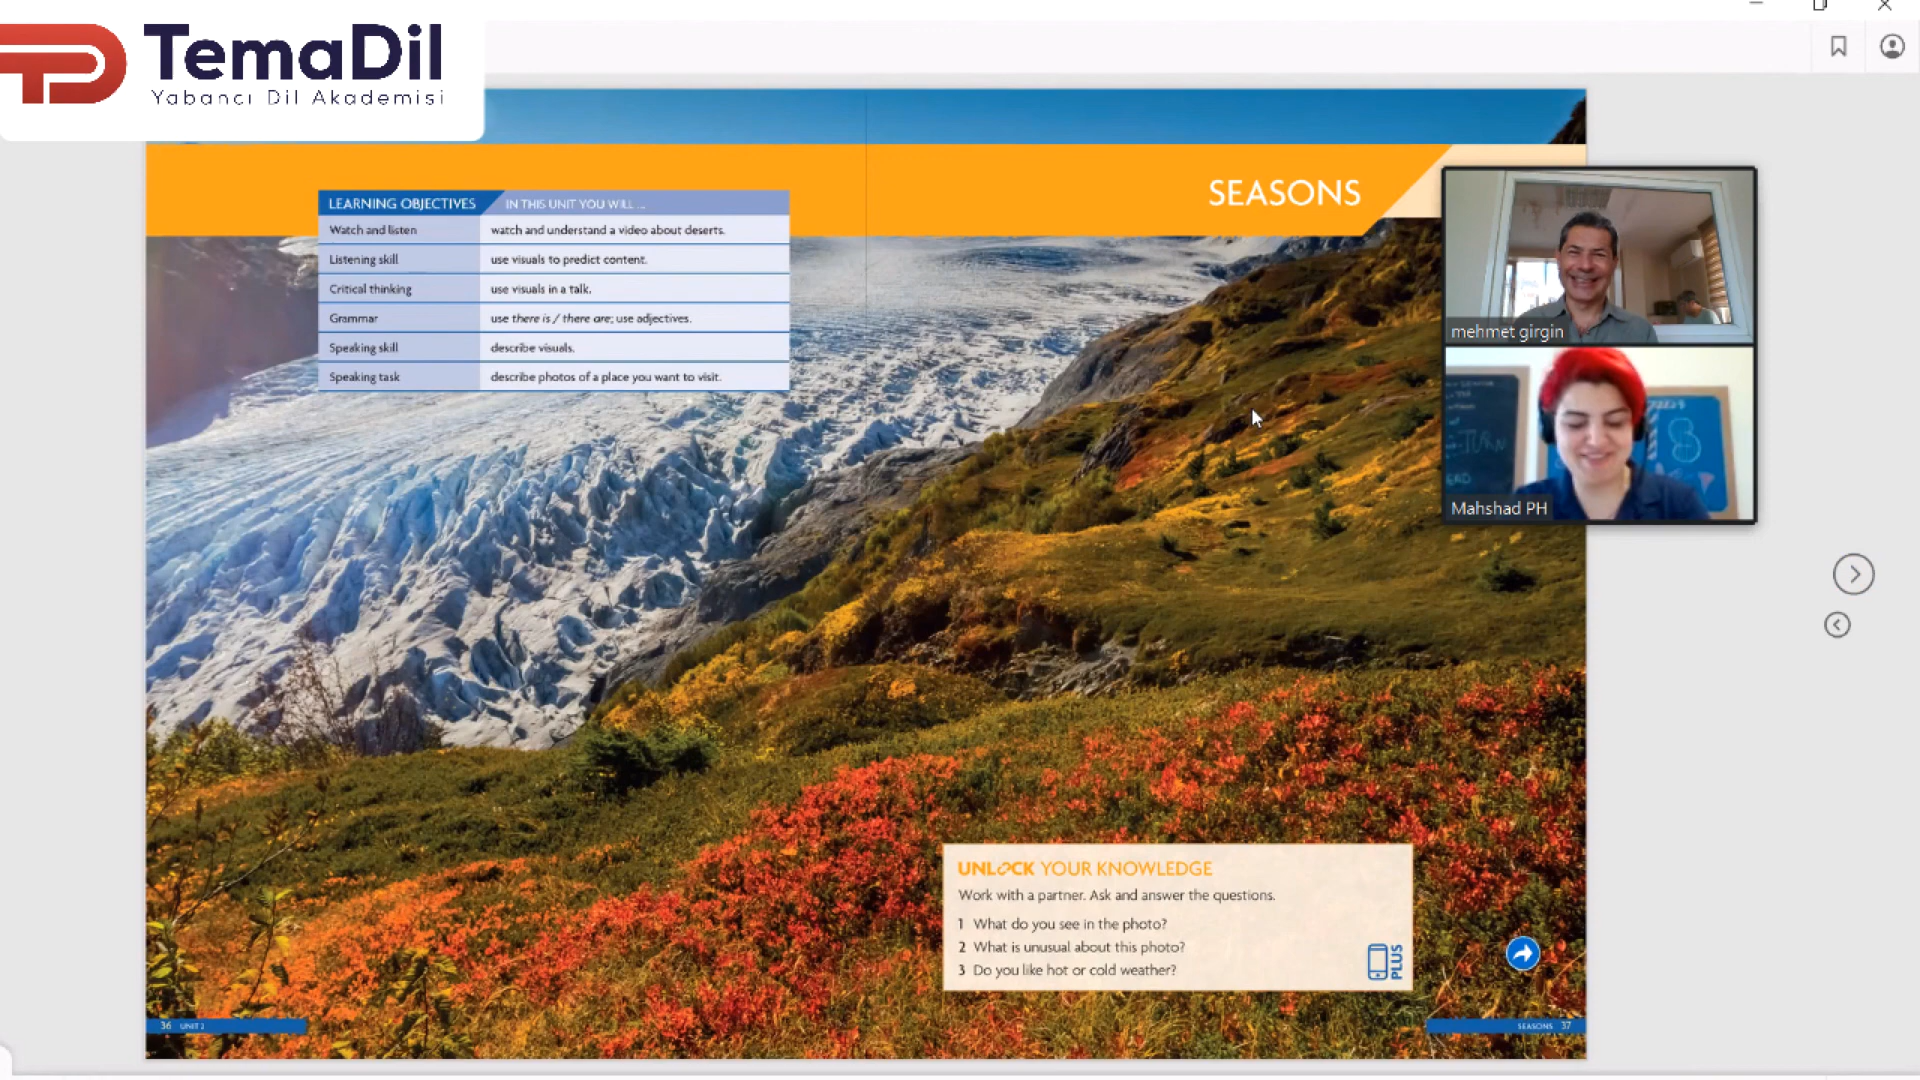 TemaDil
Yabancı Dil Akademisi
SEASONS
LEARNING OBJECTIVES IN THIS UNIT YOU WILL ...
Watch and listen watch and understand a video about deserts.
Listening skill use visuals to predict content.
Critical thinking use visuals in a talk.
Grammar use there is / there are; use adjectives.
Speaking skill describe visuals.
Speaking task describe photos of a place you want to visit.
mehmet girgin
Mahshad PH
UNLOCK YOUR KNOWLEDGE
Work with a partner. Ask and answer the questions.
1 What do you see in the photo?
2 What is unusual about this photo?
3 Do you like hot or cold weather?
PLUS
36 UNIT 2
SEASONS 37